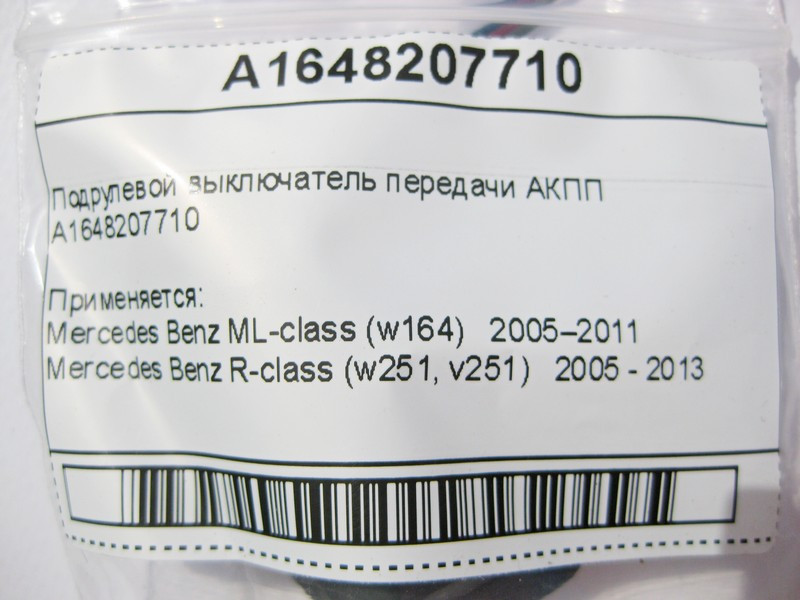 A1648207710
Подрулевой выключатель передачи АКПП
A1648207710
Применяется:
Mercedes Benz ML-class (w164) 2005–2011
Mercedes Benz R-class (w251, v251) 2005 - 2013